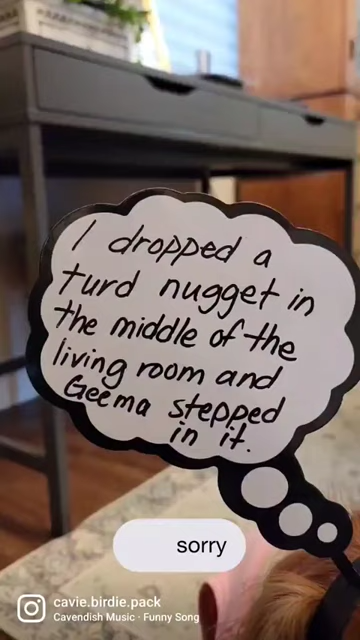 I dropped a
turd nugget in
the middle of the
living room and
Geema stepped
in it.
sorry
cavie.birdie.pack
Cavendish Music · Funny Song